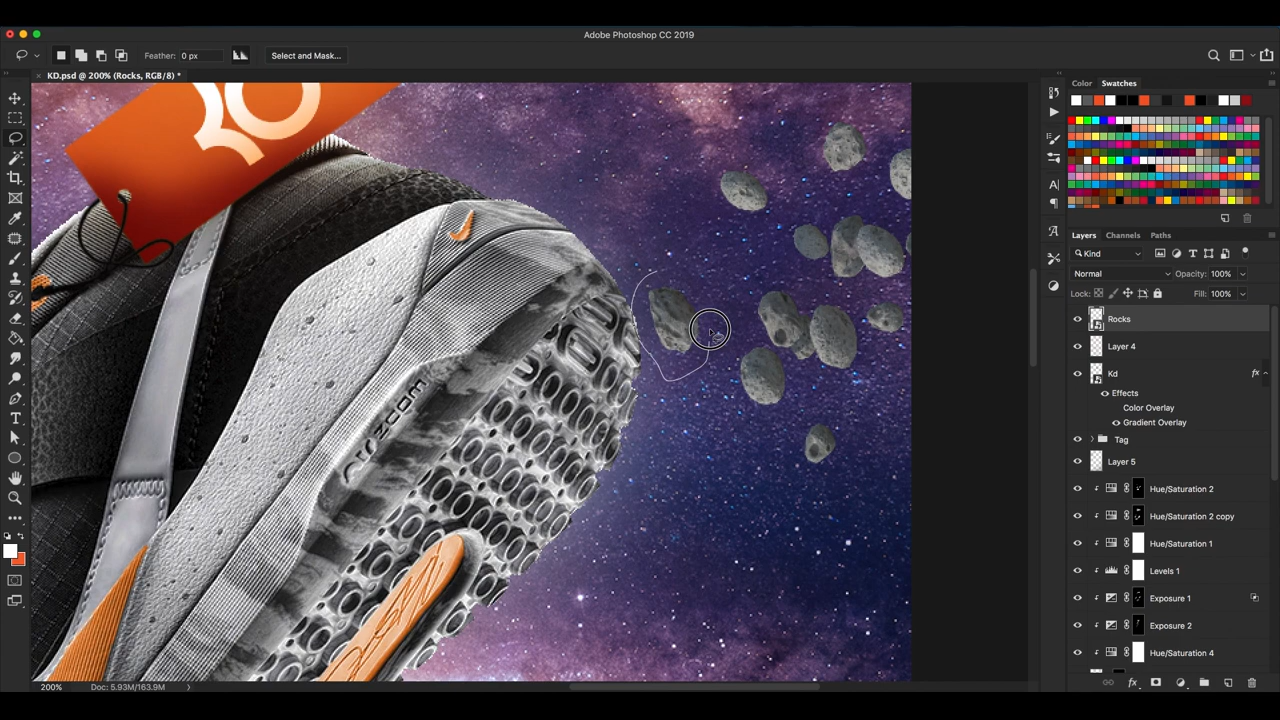 Adobe Photoshop CC 2019
Feather: 0 px
Select and Mask...
KD.psd @ 200% (Rocks, RGB/8) *
Color Swatches
Layers Channels Paths
Kind
Normal Opacity: 100%
Lock: Fill: 100%
Rocks
Layer 4
Kd fx
Effects
Color Overlay
Gradient Overlay
Tag
Layer 5
Hue/Saturation 2
Hue/Saturation 2 copy
Hue/Saturation 1
Levels 1
Exposure 1
Exposure 2
Hue/Saturation 4
zoom
200% Doc: 5.93M/163.9M